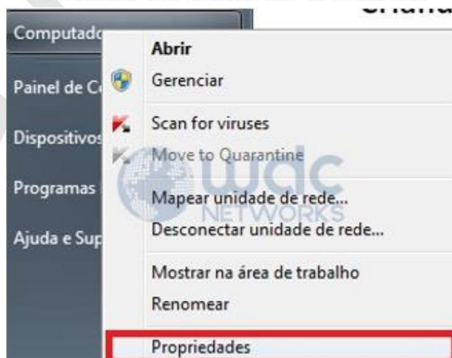 Computado
Abrir
Painel de C
Gerenciar
Dispositivos
Scan for viruses
Move to Quarantine
Programas
Mapear unidade de rede...
Ajuda e Sup
Desconectar unidade de rede...
Mostrar na área de trabalho
Renomear
Propriedades
wdc
NETWORKS